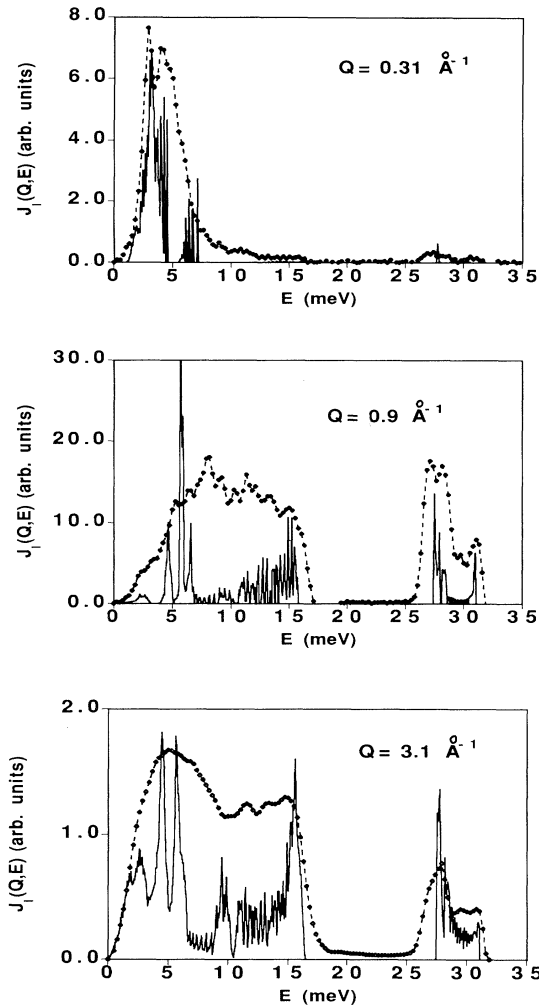 8.0
6.0
4.0
2.0
0.0
J_l(Q,E) (arb. units)
Q = 0.31 Å⁻¹
0 5 10 15 20 25 30 35
E (meV)
30.0
20.0
10.0
0.0
J_l(Q,E) (arb. units)
Q = 0.9 Å⁻¹
0 5 10 15 20 25 30 35
E (meV)
2.0
1.0
0.0
J_l(Q,E) (arb. units)
Q = 3.1 Å⁻¹
0 5 10 15 20 25 30 35
E (meV)